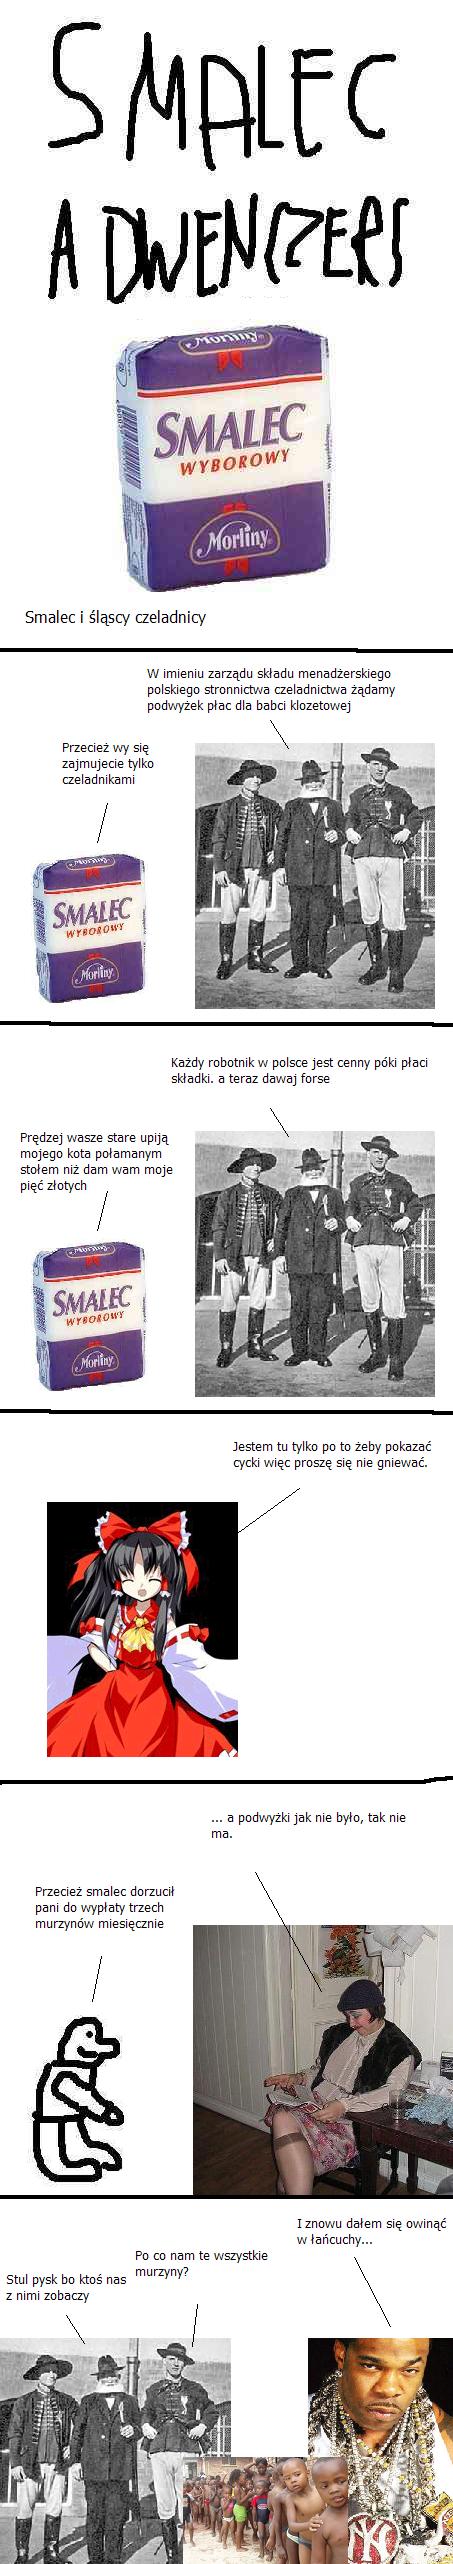 SMALEC
ADWENCZERS
Morliny
SMALEC
WYBOROWY
Morliny
Smalec i śląscy czeladnicy
W imieniu zarządu składu menadżerskiego
polskiego stronnictwa czeladnictwa żądamy
podwyżek płac dla babci klozetowej
Przecież wy się
zajmujecie tylko
czeladnikami
Morliny
SMALEC
WYBOROWY
Morliny
Każdy robotnik w polsce jest cenny póki płaci
składki. a teraz dawaj forse
Prędzej wasze stare upiją
mojego kota połamanym
stołem niż dam wam moje
pięć złotych
Morliny
SMALEC
WYBOROWY
Morliny
Jestem tu tylko po to żeby pokazać
cycki więc proszę się nie gniewać.
... a podwyżki jak nie było, tak nie
ma.
Przecież smalec dorzucił
pani do wypłaty trzech
murzynów miesięcznie
I znowu dałem się owinąć
w łańcuchy...
Po co nam te wszystkie
murzyny?
Stul pysk bo ktoś nas
z nimi zobaczy
NY